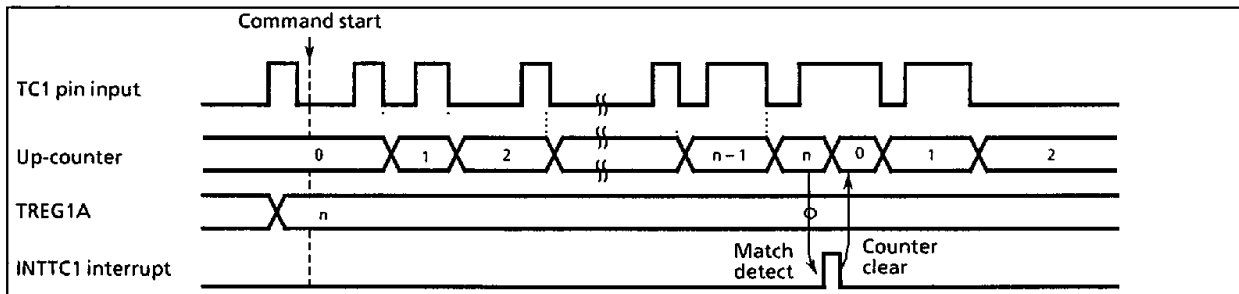 Command start
TC1 pin input
Up-counter
0 1 2 n – 1 n 0 1 2
TREG1A
n
Match
detect
Counter
clear
INTTC1 interrupt